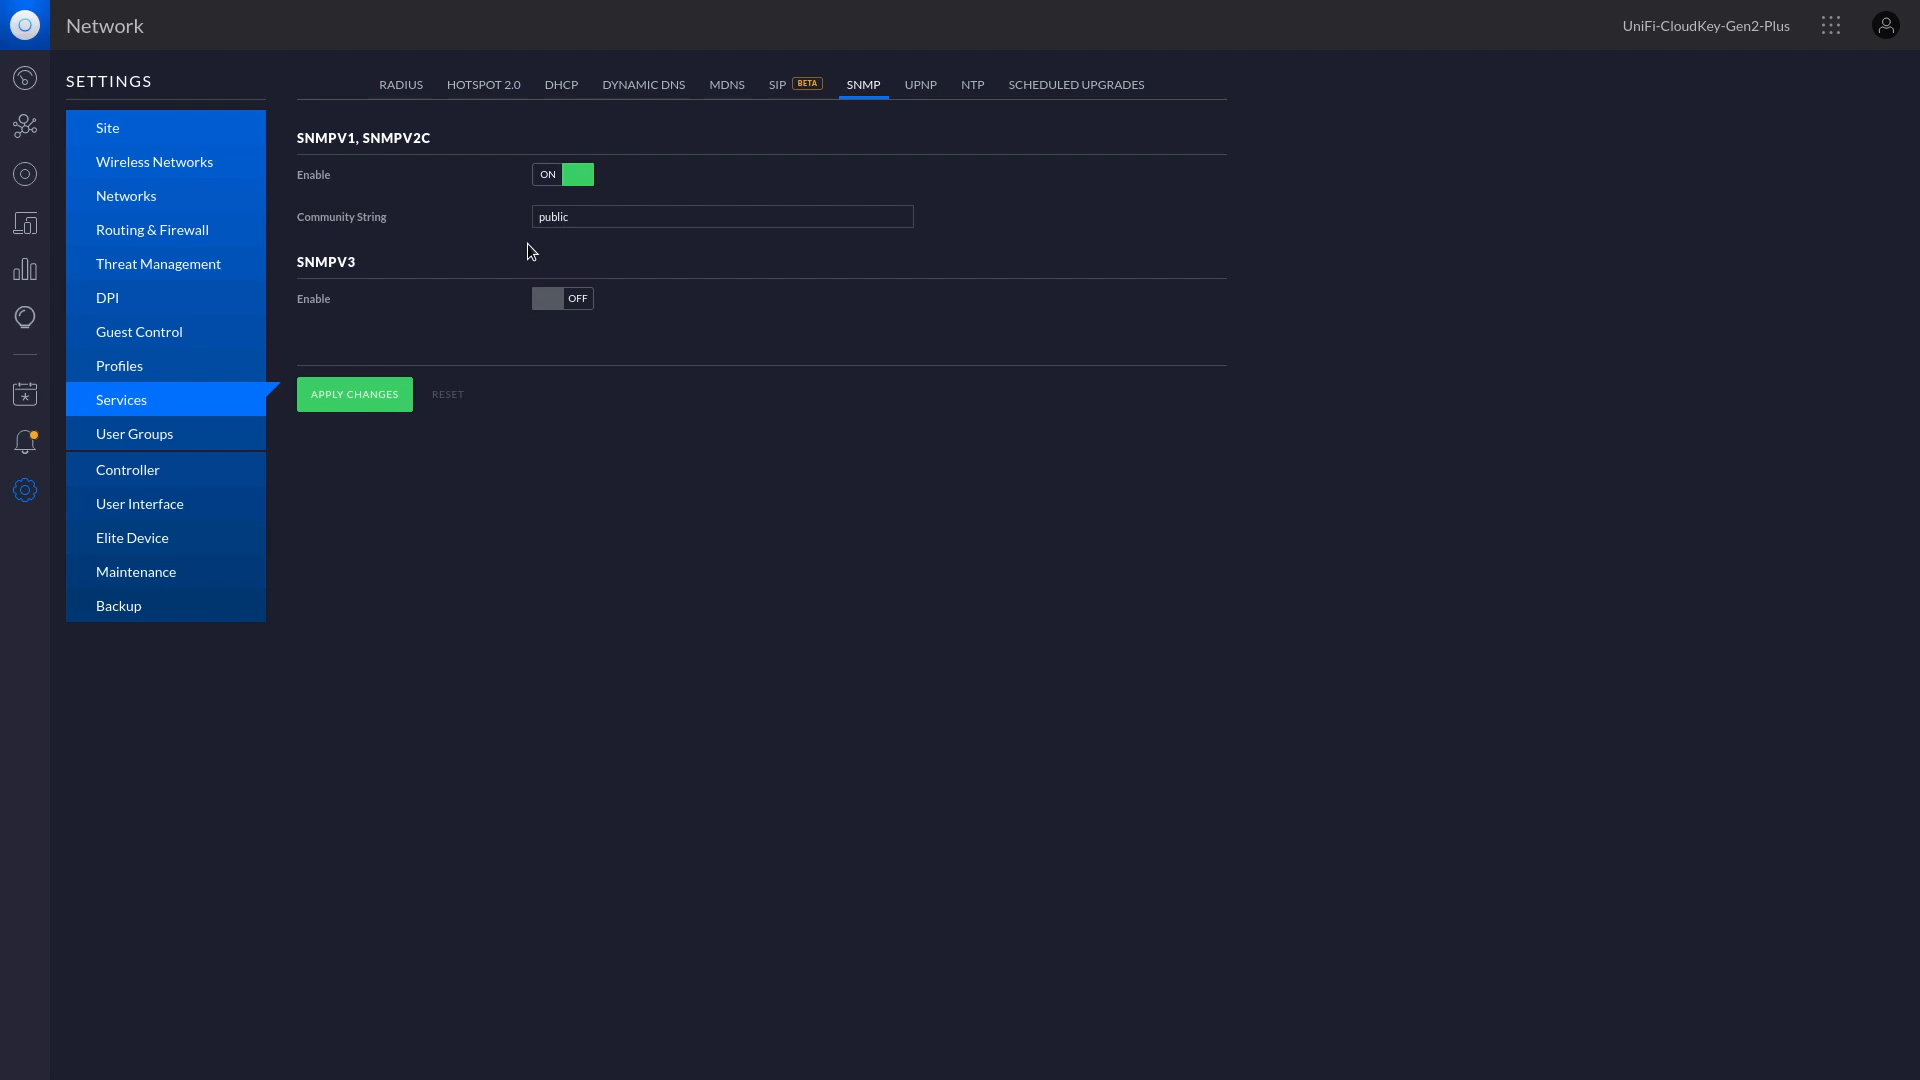 Network
UniFi-CloudKey-Gen2-Plus
SETTINGS
RADIUS HOTSPOT 2.0 DHCP DYNAMIC DNS MDNS SIP BETA SNMP UPNP NTP SCHEDULED UPGRADES
Site
Wireless Networks
Networks
Routing & Firewall
Threat Management
DPI
Guest Control
Profiles
Services
User Groups
Controller
User Interface
Elite Device
Maintenance
Backup
SNMPV1, SNMPV2C
Enable ON
Community String public
SNMPV3
Enable OFF
APPLY CHANGES RESET